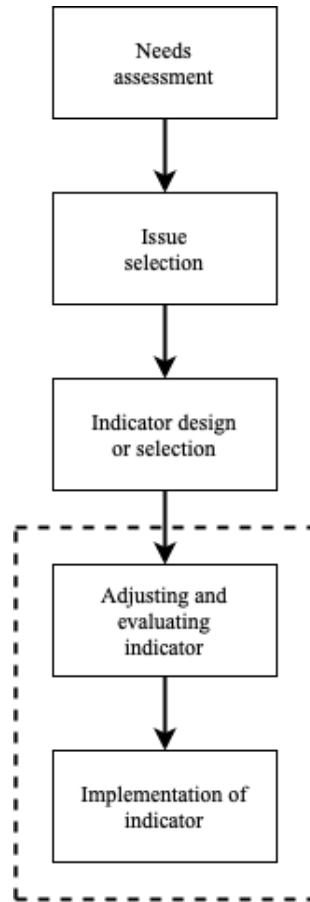 Needs
assessment
Issue
selection
Indicator design
or selection
Adjusting and
evaluating
indicator
Implementation of
indicator